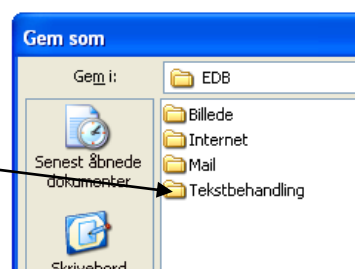 Gem som
Gem i:
EDB
Billede
Internet
Mail
Tekstbehandling
Senest åbnede
dokumenter
Skrivebord